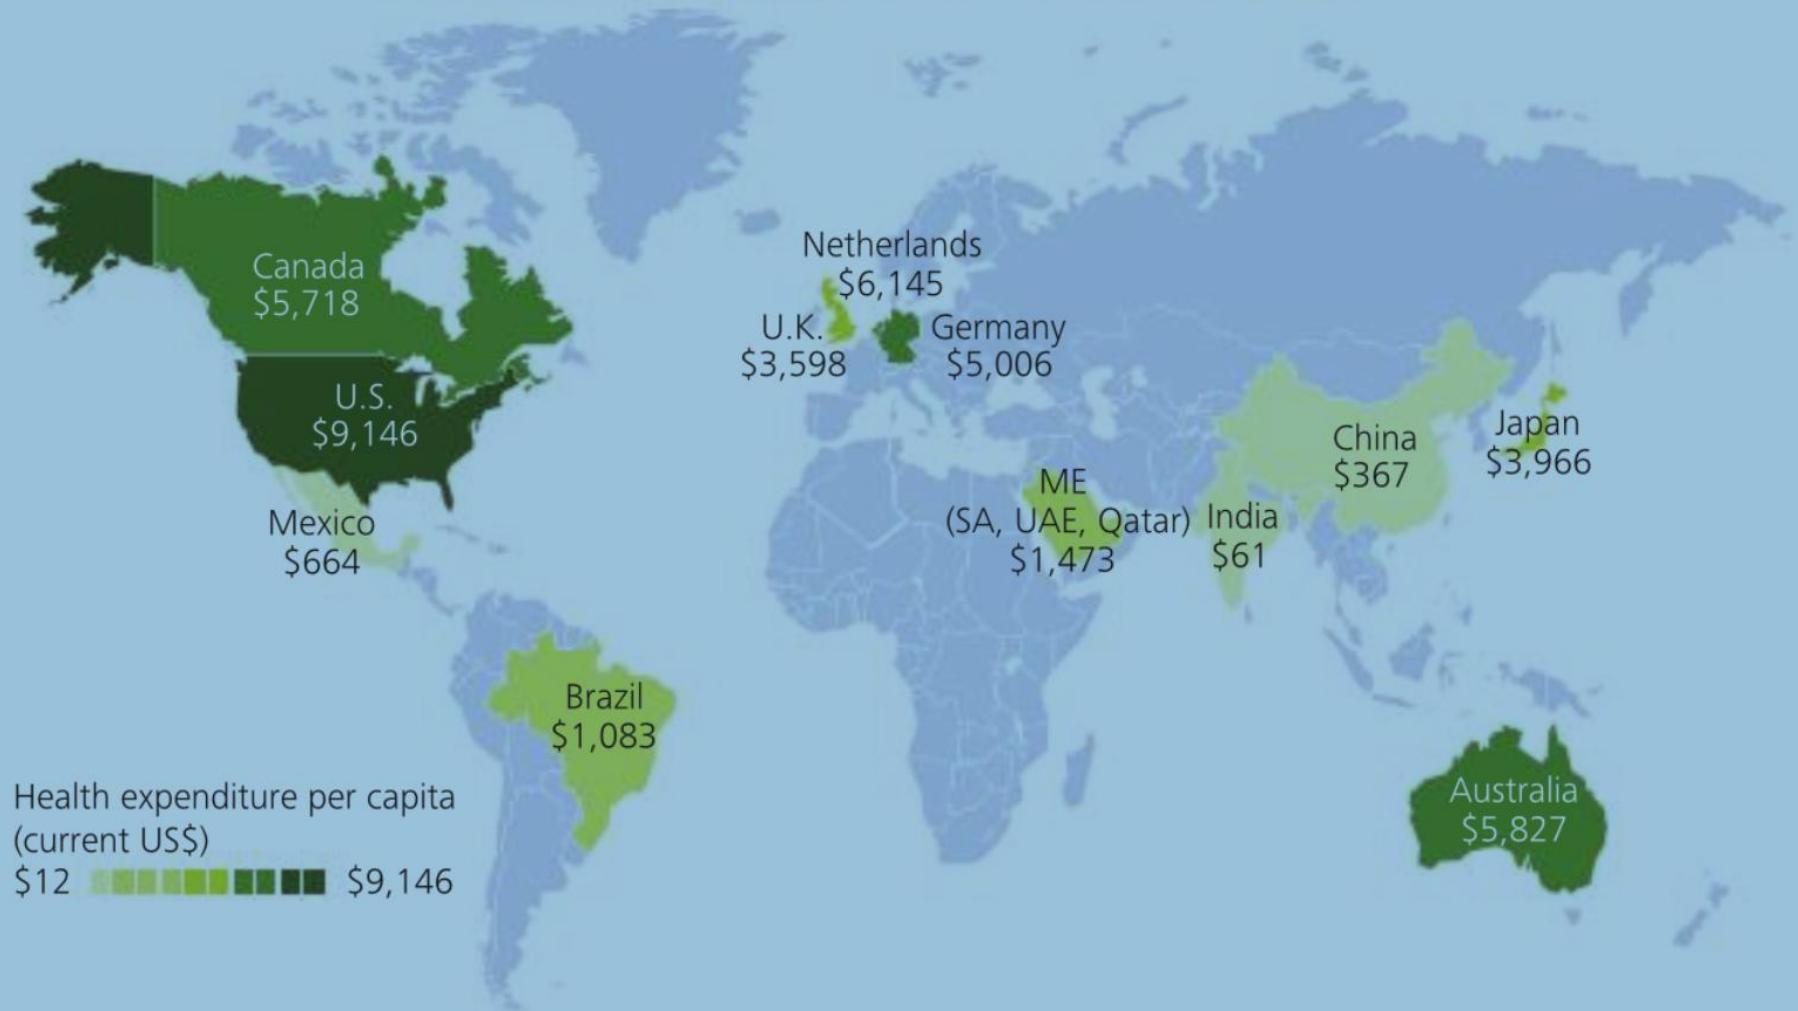 Netherlands
$6,145
Canada
$5,718
U.K.
$3,598
Germany
$5,006
U.S.
$9,146
China
$367
Japan
$3,966
ME
(SA, UAE, Qatar)
$1,473
India
$61
Mexico
$664
Brazil
$1,083
Australia
$5,827
Health expenditure per capita
(current US$)
$12 $9,146